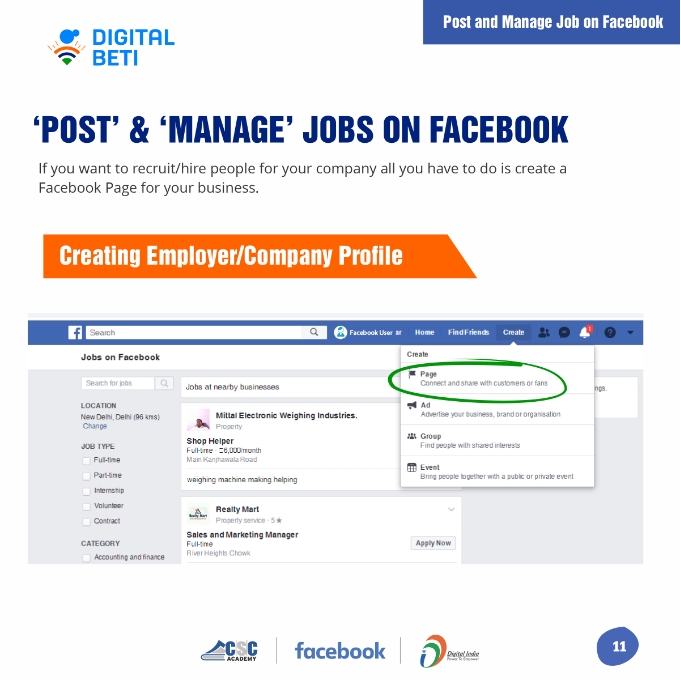 Post and Manage Job on Facebook
DIGITAL
BETI
‘POST’ & ‘MANAGE’ JOBS ON FACEBOOK
If you want to recruit/hire people for your company all you have to do is create a
Facebook Page for your business.
Creating Employer/Company Profile
f
Search
Facebook User
Home
Find Friends
Create
1
?
Jobs on Facebook
Create
Page
Connect and share with customers or fans
Ad
Advertise your business, brand or organisation
Group
Find people with shared interests
Event
Bring people together with a public or private event
Search for jobs
LOCATION
New Delhi, Delhi (96 kms)
Change
JOB TYPE
Full-time
Part-time
Internship
Volunteer
Contract
CATEGORY
Accounting and finance
Jobs at nearby businesses
Mittal Electronic Weighing Industries.
Property
Shop Helper
Full-time · 6,000/month
Main Kanjhawala Road
weighing machine making helping
Realty Mart
Realty Mart
Property service · 5★
Sales and Marketing Manager
Full-time
River Heights Chowk
Apply Now
CSC
ACADEMY
facebook
Digital India
Power To Empower
11